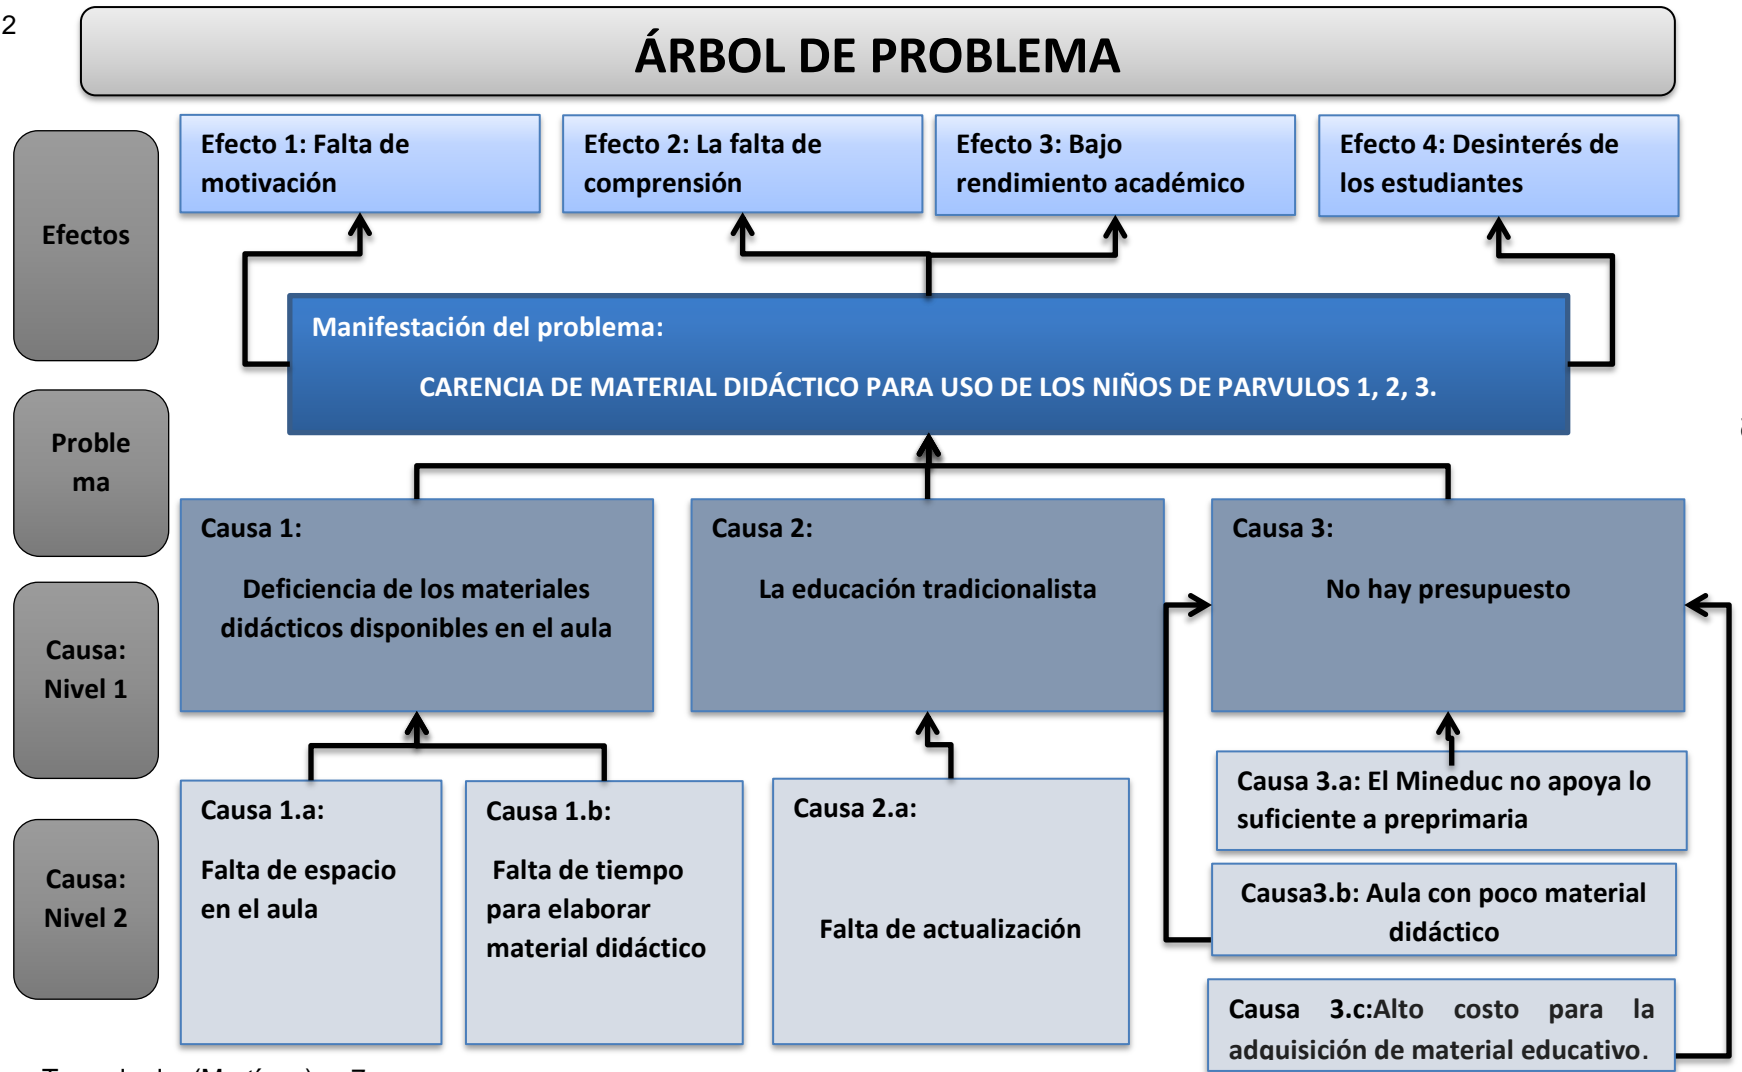 2
ÁRBOL DE PROBLEMA
Efectos
Efecto 1: Falta de
motivación
Efecto 2: La falta de
comprensión
Efecto 3: Bajo
rendimiento académico
Efecto 4: Desinterés de
los estudiantes
Proble
ma
Manifestación del problema:
CARENCIA DE MATERIAL DIDÁCTICO PARA USO DE LOS NIÑOS DE PARVULOS 1, 2, 3.
Causa:
Nivel 1
Causa 1:
Deficiencia de los materiales
didácticos disponibles en el aula
Causa 2:
La educación tradicionalista
Causa 3:
No hay presupuesto
Causa:
Nivel 2
Causa 1.a:
Falta de espacio
en el aula
Causa 1.b:
Falta de tiempo
para elaborar
material didáctico
Causa 2.a:
Falta de actualización
Causa 3.a: El Mineduc no apoya lo
suficiente a preprimaria
Causa3.b: Aula con poco material
didáctico
Causa 3.c:Alto costo para la
adquisición de material educativo.